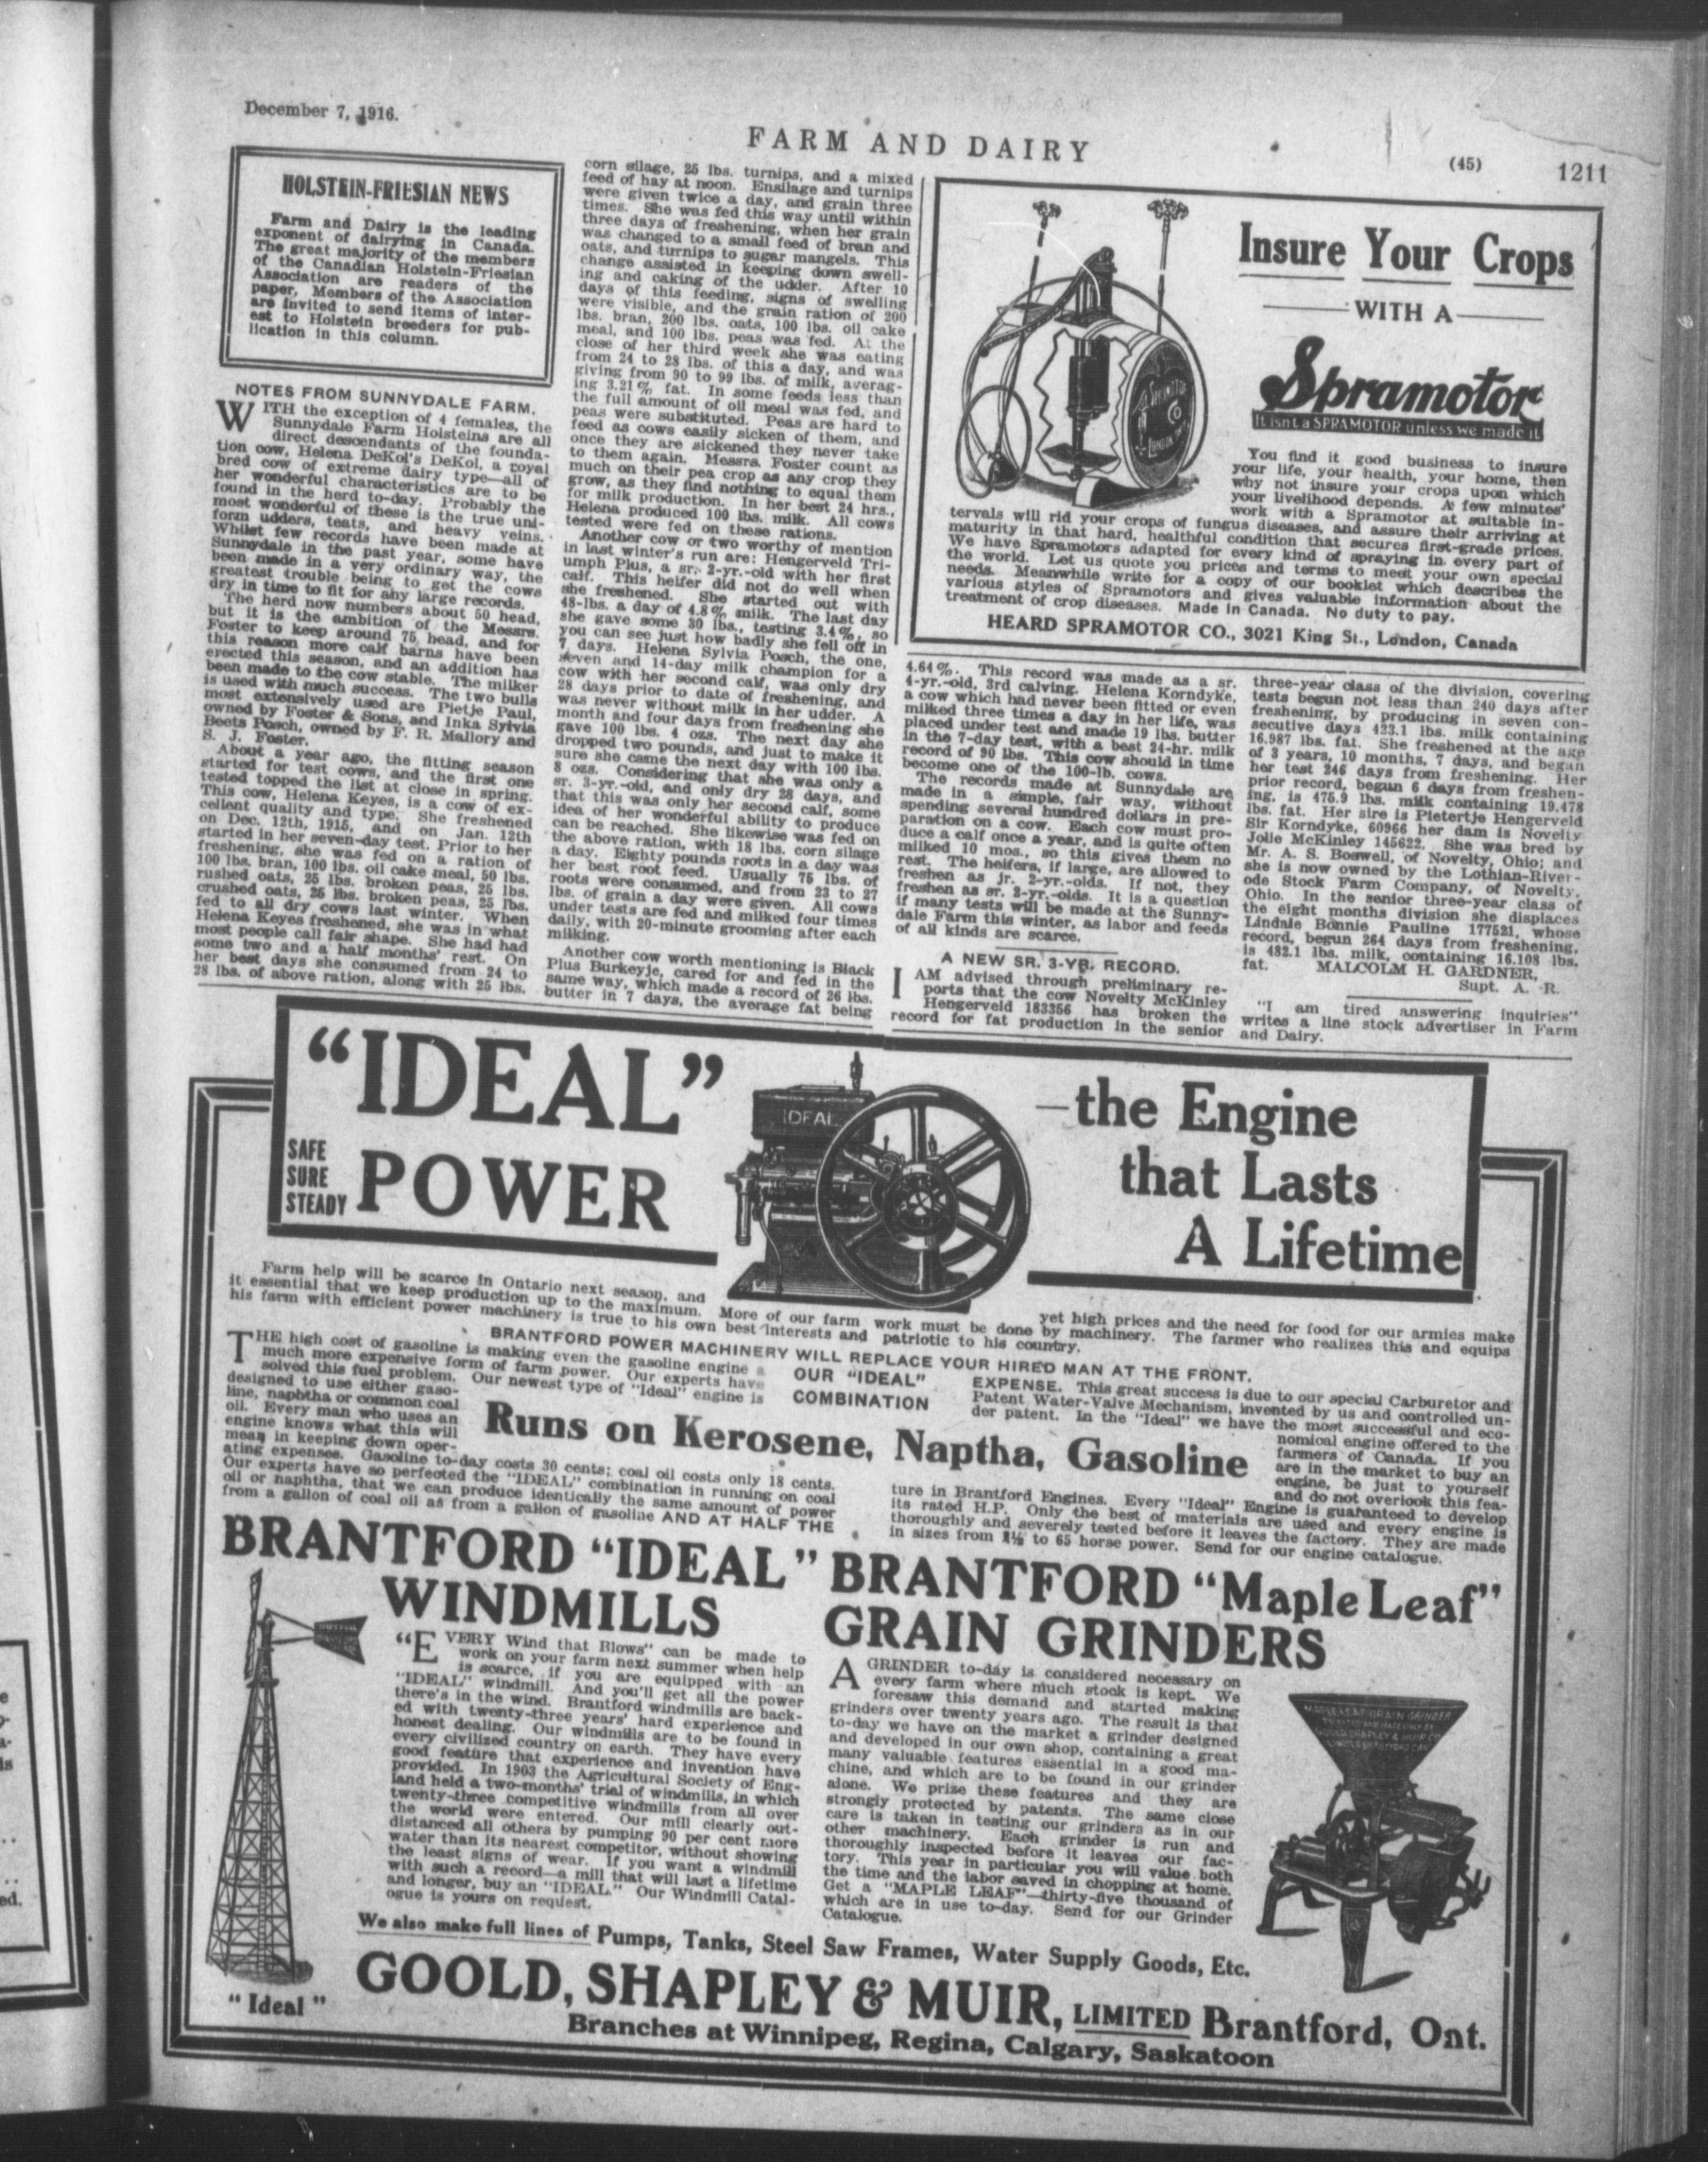 December 7, 1916.
FARM AND DAIRY
(45)
1211
HOLSTEIN-FRIESIAN NEWS
Farm and Dairy is the leading
exponent of dairying in Canada.
The great majority of the members
of the Canadian Holstein-Friesian
Association are readers of the
paper, Members of the Association
are invited to send items of inter-
est to Holstein breeders for pub-
lication in this column.
NOTES FROM SUNNYDALE FARM.
WITH the exception of 4 females, the
Sunnydale Farm Holsteins are all
direct descendants of the founda-
tion cow, Helena DeKol's DeKol, a royal
bred cow of extreme dairy type—all of
her wonderful characteristics are to be
found in the herd to-day. Probably the
most wonderful of these is the true uni-
form udders, teats, and heavy veins.
Whilst few records have been made at
Sunnydale in the past year, some have
been made in a very ordinary way, the
greatest trouble being to get the cows
dry in time to fit for any large records.
The herd now numbers about 50 head,
but it is the ambition of the Messrs.
Foster to keep around 75 head, and for
this reason more calf barns have been
erected this season, and an addition has
been made to the cow stable. The milker
is used with much success. The two bulls
most extensively used are Pietje Paul,
owned by Foster & Sons, and Inka Sylvia
Beets Posch, owned by F. R. Mallory and
S. J. Foster.
About a year ago, the fitting season
started for test cows, and the first one
tested topped the list at close in spring.
This cow, Helena Keyes, is a cow of ex-
cellent quality and type. She freshened
on Dec. 12th, 1915, and on Jan. 12th
started in her seven-day test. Prior to her
freshening, she was fed on a ration of
100 lbs. bran, 100 lbs. oil cake meal, 50 lbs.
rushed oats, 25 lbs. broken peas, 25 lbs.
crushed oats, 25 lbs. broken peas, 25 lbs.
fed to all dry cows last winter. When
Helena Keyes freshened, she was in what
most people call fair shape. She had had
some two and a half months' rest. On
her best days she consumed from 24 to
28 lbs. of above ration, along with 25 lbs.
corn silage, 25 lbs. turnips, and a mixed
feed of hay at noon. Ensilage and turnips
were given twice a day, and grain three
times. She was fed this way until within
three days of freshening, when her grain
was changed to a small feed of bran and
oats, and turnips to sugar mangels. This
change assisted in keeping down swell-
ing and caking of the udder. After 10
days of this feeding, signs of swelling
were visible, and the grain ration of 200
lbs. bran, 200 lbs. oats, 100 lbs. oil cake
meal, and 100 lbs. peas was fed. At the
close of her third week she was eating
from 24 to 28 lbs. of this a day, and was
giving from 90 to 99 lbs. of milk, averag-
ing 3.21% fat. In some feeds less than
the full amount of oil meal was fed, and
peas were substituted. Peas are hard to
feed as cows easily sicken of them, and
once they are sickened they never take
to them again. Messrs. Foster count as
much on their pea crop as any crop they
grow, as they find nothing to equal them
for milk production. In her best 24 hrs.,
Helena produced 100 lbs. milk. All cows
tested were fed on these rations.
Another cow or two worthy of mention
in last winter's run are: Hengerveld Tri-
umph Plus, a sr. 2-yr.-old with her first
calf. This heifer did not do well when
she freshened. She started out with
48-lbs. a day of 4.8% milk. The last day
she gave some 30 lbs., testing 3.4%, so
you can see just how badly she fell off in
7 days. Helena Sylvia Posch, the one,
seven and 14-day milk champion for a
cow with her second calf, was only dry
28 days prior to date of freshening, and
was never without milk in her udder. A
month and four days from freshening she
gave 100 lbs. 4 ozs. The next day she
dropped two pounds, and just to make it
sure she came the next day with 100 lbs.
8 ozs. Considering that she was only a
sr. 3-yr.-old, and only dry 28 days, and
that this was only her second calf, some
idea of her wonderful ability to produce
can be reached. She likewise was fed on
the above ration, with 18 lbs. corn silage
a day. Eighty pounds roots in a day was
her best root feed. Usually 75 lbs. of
roots were consumed, and from 23 to 27
lbs. of grain a day were given. All cows
under tests are fed and milked four times
daily, with 20-minute grooming after each
milking.
Another cow worth mentioning is Black
Plus Burkeyje, cared for and fed in the
same way, which made a record of 26 lbs.
butter in 7 days, the average fat being
Insure Your Crops
WITH A
Spramotor
It isn't a SPRAMOTOR unless we made it
SPRAMOTOR
CO
LONDON
You find it good business to insure
your life, your health, your home, then
why not insure your crops upon which
your livelihood depends. A few minutes'
work with a Spramotor at suitable in-
tervals will rid your crops of fungus diseases, and assure their arriving at
maturity in that hard, healthful condition that secures first-grade prices.
We have Spramotors adapted for every kind of spraying in every part of
the world. Let us quote you prices and terms to meet your own special
needs. Meanwhile write for a copy of our booklet which describes the
various styles of Spramotors and gives valuable information about the
treatment of crop diseases. Made in Canada. No duty to pay.
HEARD SPRAMOTOR CO., 3021 King St., London, Canada
4.64%. This record was made as a sr.
4-yr.-old, 3rd calving. Helena Korndyke,
a cow which had never been fitted or even
milked three times a day in her life, was
placed under test and made 19 lbs. butter
in the 7-day test, with a best 24-hr. milk
record of 90 lbs. This cow should in time
become one of the 100-lb. cows.
The records made at Sunnydale are
made in a simple, fair way, without
spending several hundred dollars in pre-
paration on a cow. Each cow must pro-
duce a calf once a year, and is quite often
milked 10 mos., so this gives them no
rest. The heifers, if large, are allowed to
freshen as jr. 2-yr.-olds. If not, they
freshen as sr. 2-yr.-olds. It is a question
if many tests will be made at the Sunny-
dale Farm this winter, as labor and feeds
of all kinds are scarce.
A NEW SR. 3-YR. RECORD.
I AM advised through preliminary re-
ports that the cow Novelty McKinley
Hengerveld 183356 has broken the
record for fat production in the senior
three-year class of the division, covering
tests begun not less than 240 days after
freshening, by producing in seven con-
secutive days 423.1 lbs. milk containing
16.987 lbs. fat. She freshened at the age
of 3 years, 10 months, 7 days, and began
her test 246 days from freshening. Her
prior record, begun 6 days from freshen-
ing, is 475.9 lbs. milk containing 19.478
lbs. fat. Her sire is Pietertje Hengerveld
Sir Korndyke, 60966 her dam is Novelty
Jolie McKinley 145622. She was bred by
Mr. A. S. Boswell, of Novelty, Ohio; and
she is now owned by the Lothian-River-
ode Stock Farm Company, of Novelty,
Ohio. In the senior three-year class of
the eight months division she displaces
Lindale Bonnie Pauline 177521, whose
record, begun 264 days from freshening,
is 482.1 lbs. milk, containing 16.108 lbs.
fat. MALCOLM H. GARDNER,
Supt. A. R.
"I am tired answering inquiries"
writes a line stock advertiser in Farm
and Dairy.
"IDEAL"
SAFE
SURE
STEADY
POWER
IDEAL
—the Engine
that Lasts
A Lifetime
Farm help will be scarce in Ontario next season, and yet high prices and the need for food for our armies make
it essential that we keep production up to the maximum. More of our farm work must be done by machinery. The farmer who realizes this and equips
his farm with efficient power machinery is true to his own best interests and patriotic to his country.
BRANTFORD POWER MACHINERY WILL REPLACE YOUR HIRED MAN AT THE FRONT.
THE high cost of gasoline is making even the gasoline engine a
much more expensive form of farm power. Our experts have
solved this fuel problem. Our newest type of "Ideal" engine is
designed to use either gaso-
line, naphtha or common coal
oil. Every man who uses an
engine knows what this will
mean in keeping down oper-
ating expenses. Gasoline to-day costs 30 cents; coal oil costs only 18 cents.
Our experts have so perfected the "IDEAL" combination in running on coal
oil or naphtha, that we can produce identically the same amount of power
from a gallon of coal oil as from a gallon of gasoline AND AT HALF THE
OUR "IDEAL"
COMBINATION
Runs on Kerosene, Naptha, Gasoline
EXPENSE. This great success is due to our special Carburetor and
Patent Water-Valve Mechanism, invented by us and controlled un-
der patent. In the "Ideal" we have the most successful and eco-
nomical engine offered to the
farmers of Canada. If you
are in the market to buy an
engine, be just to yourself
and do not overlook this fea-
ture in Brantford Engines. Every "Ideal" Engine is guaranteed to develop
its rated H.P. Only the best of materials are used and every engine is
thoroughly and severely tested before it leaves the factory. They are made
in sizes from 1½ to 65 horse power. Send for our engine catalogue.
BRANTFORD "IDEAL"
WINDMILLS
"EVERY Wind that Blows" can be made to
work on your farm next summer when help
is scarce, if you are equipped with an
"IDEAL" windmill. And you'll get all the power
there's in the wind. Brantford windmills are back-
ed with twenty-three years' hard experience and
honest dealing. Our windmills are to be found in
every civilized country on earth. They have every
good feature that experience and invention have
provided. In 1903 the Agricultural Society of Eng-
land held a two-months' trial of windmills, in which
twenty-three competitive windmills from all over
the world were entered. Our mill clearly out-
distanced all others by pumping 90 per cent more
water than its nearest competitor, without showing
the least signs of wear. If you want a windmill
with such a record—a mill that will last a lifetime
and longer, buy an "IDEAL." Our Windmill Catal-
ogue is yours on request.
"Ideal"
BRANTFORD "Maple Leaf"
GRAIN GRINDERS
A GRINDER to-day is considered necessary on
every farm where much stock is kept. We
foresaw this demand and started making
grinders over twenty years ago. The result is that
to-day we have on the market a grinder designed
and developed in our own shop, containing a great
many valuable features essential in a good ma-
chine, and which are to be found in our grinder
alone. We prize these features and they are
strongly protected by patents. The same close
care is taken in testing our grinders as in our
other machinery. Each grinder is run and
thoroughly inspected before it leaves our fac-
tory. This year in particular you will value both
the time and the labor saved in chopping at home.
Get a "MAPLE LEAF"—thirty-five thousand of
which are in use to-day. Send for our Grinder
Catalogue.
MAPLE LEAF GRAIN GRINDER
GOOLD SHAPLEY & MUIR CO
We also make full lines of Pumps, Tanks, Steel Saw Frames, Water Supply Goods, Etc.
GOOLD, SHAPLEY & MUIR, LIMITED Brantford, Ont.
Branches at Winnipeg, Regina, Calgary, Saskatoon